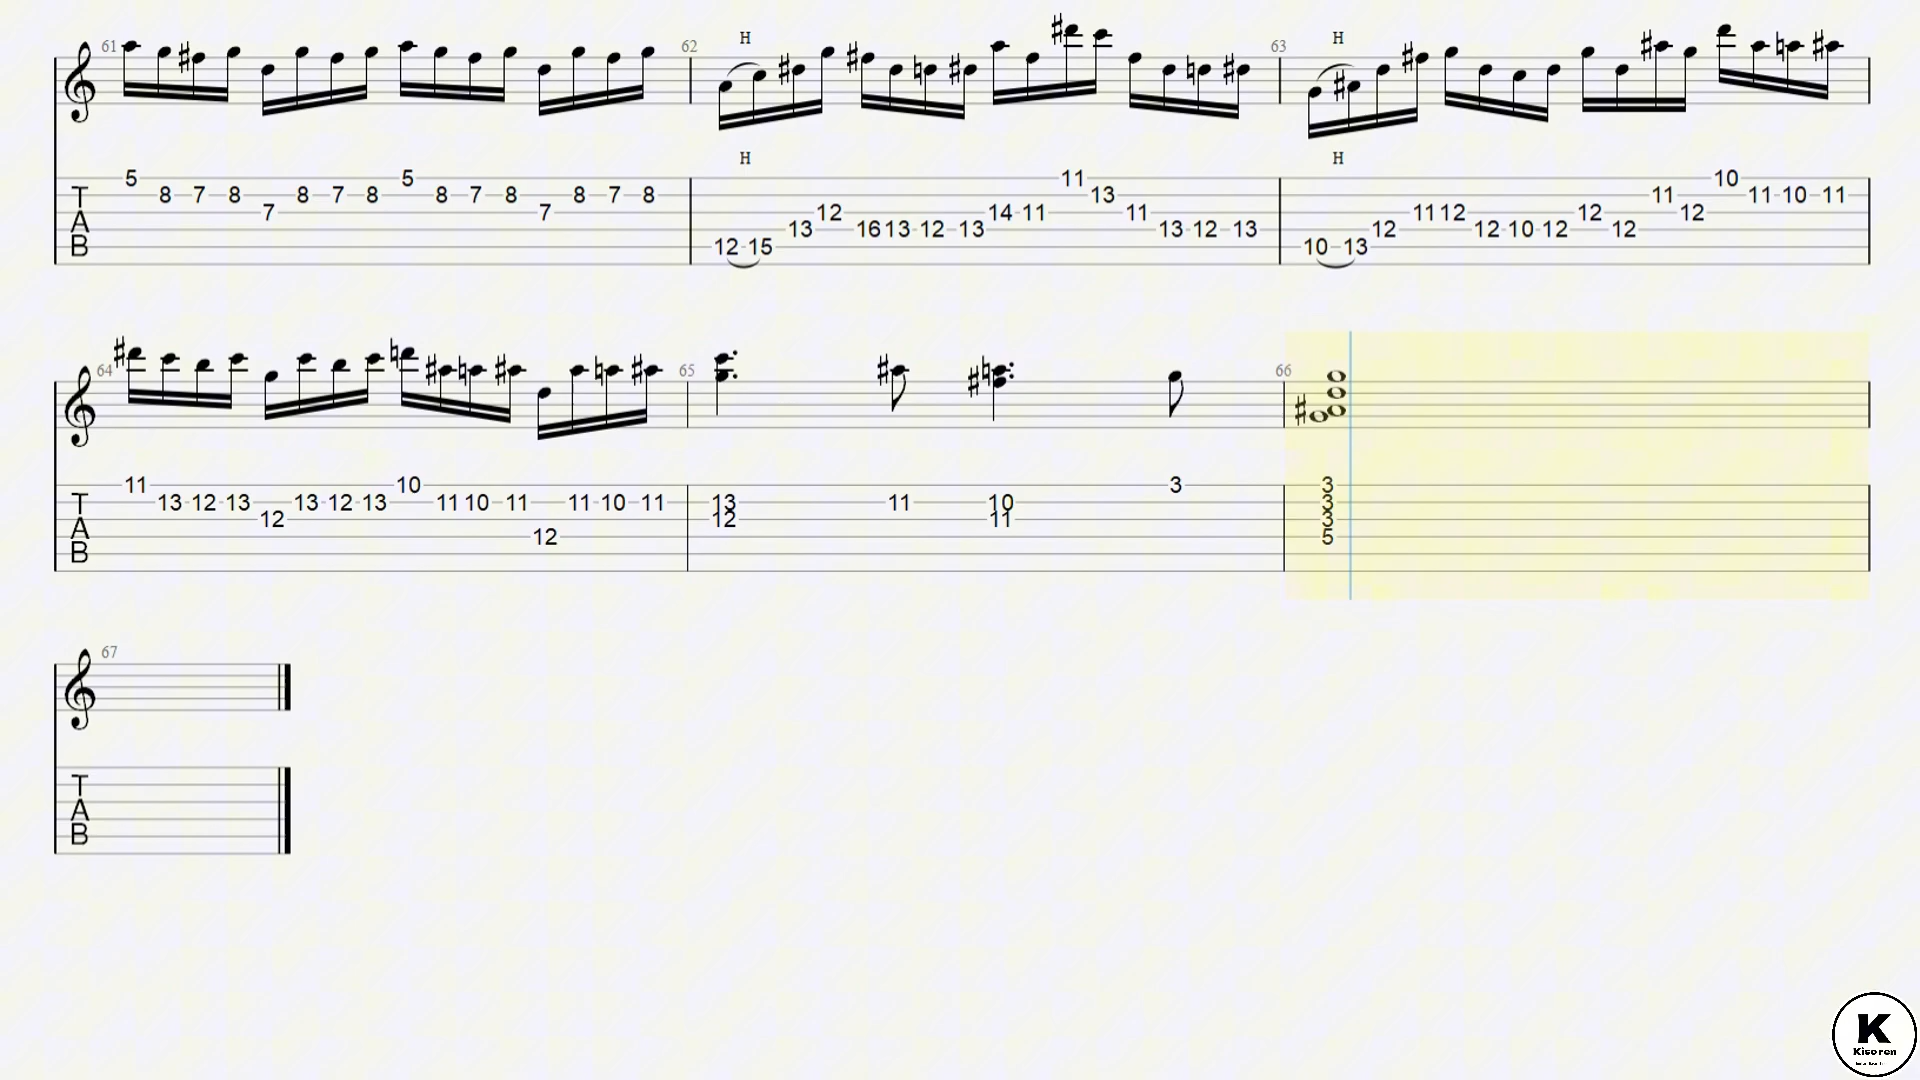 61 62 H 63 H
H H
5 5 11 10
8 7 8 8 7 8 8 7 8 8 7 8 13 11 11 10 11
7 7 12 14 11 11 11 12 12 12
13 16 13 12 13 13 12 13 12 12 10 12 12
12 15 10 13
TAB
64 65 66
11 10 3 3
13 12 13 13 12 13 11 10 11 11 10 11 13 11 10 3
12 12 11 3
12 5
TAB
67
TAB
K
Kisoren